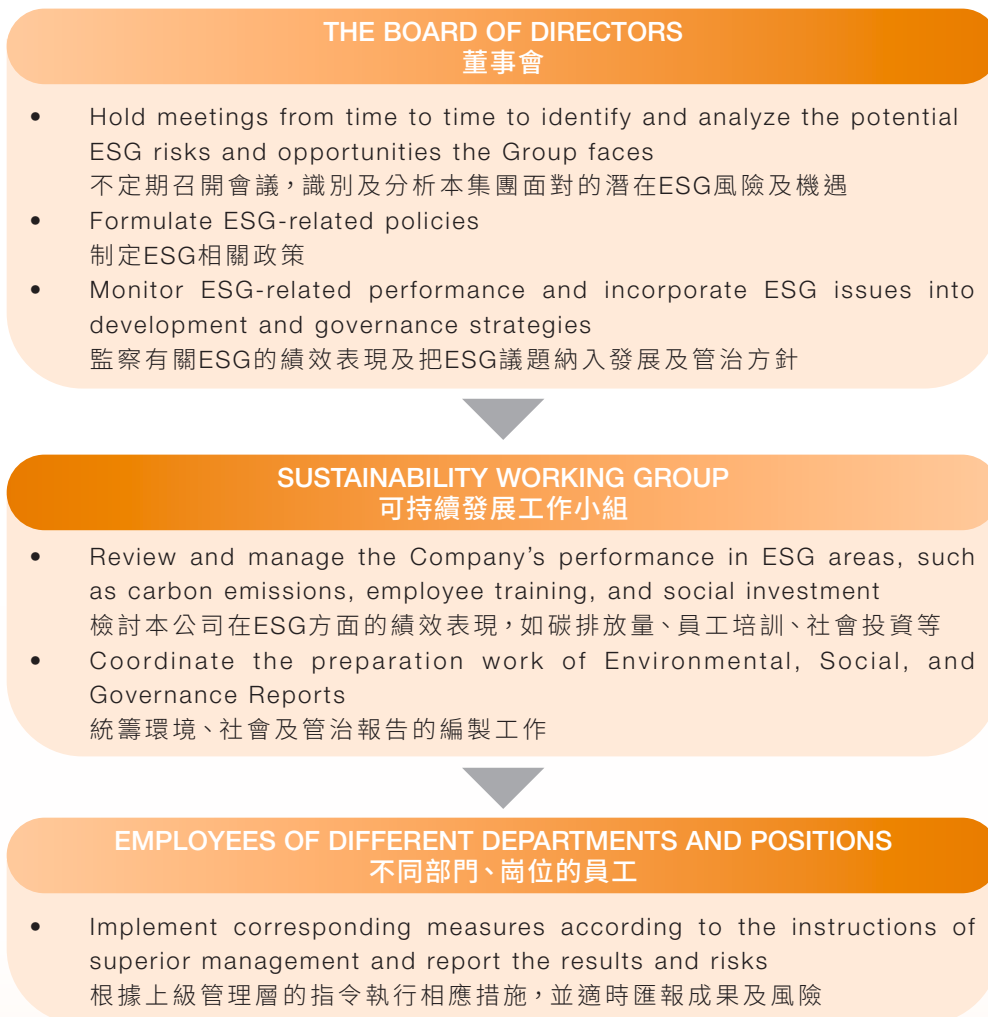 THE BOARD OF DIRECTORS
董事會
• Hold meetings from time to time to identify and analyze the potential
ESG risks and opportunities the Group faces
不定期召開會議，識別及分析本集團面對的潛在ESG風險及機遇
• Formulate ESG-related policies
制定ESG相關政策
• Monitor ESG-related performance and incorporate ESG issues into
development and governance strategies
監察有關ESG的績效表現及把ESG議題納入發展及管治方針
SUSTAINABILITY WORKING GROUP
可持續發展工作小組
• Review and manage the Company’s performance in ESG areas, such
as carbon emissions, employee training, and social investment
檢討本公司在ESG方面的績效表現，如碳排放量、員工培訓、社會投資等
• Coordinate the preparation work of Environmental, Social, and
Governance Reports
統籌環境、社會及管治報告的編製工作
EMPLOYEES OF DIFFERENT DEPARTMENTS AND POSITIONS
不同部門、崗位的員工
• Implement corresponding measures according to the instructions of
superior management and report the results and risks
根據上級管理層的指令執行相應措施，並適時匯報成果及風險